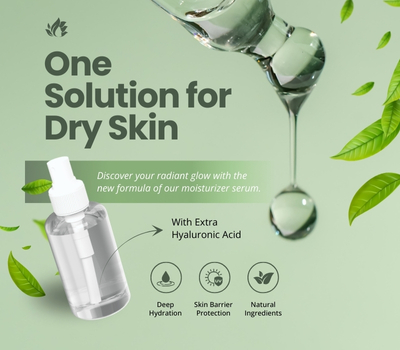 One
Solution for
Dry Skin
Discover your radiant glow with the
new formula of our moisturizer serum.
With Extra
Hyaluronic Acid
Deep
Hydration
Skin Barrier
Protection
Natural
Ingredients